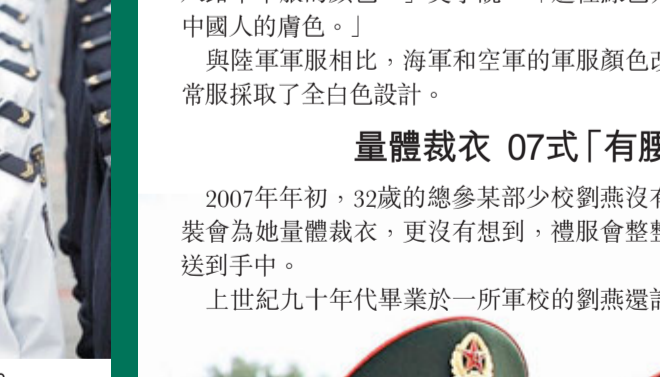 中國人的膚色。」
與陸軍軍服相比，海軍和空軍的軍服顏色
常服採取了全白色設計。
量體裁衣 07式「有腰
2007年年初，32歲的總參某部少校劉燕沒有
裝會為她量體裁衣，更沒有想到，禮服會整
送到手中。
上世紀九十年代畢業於一所軍校的劉燕還